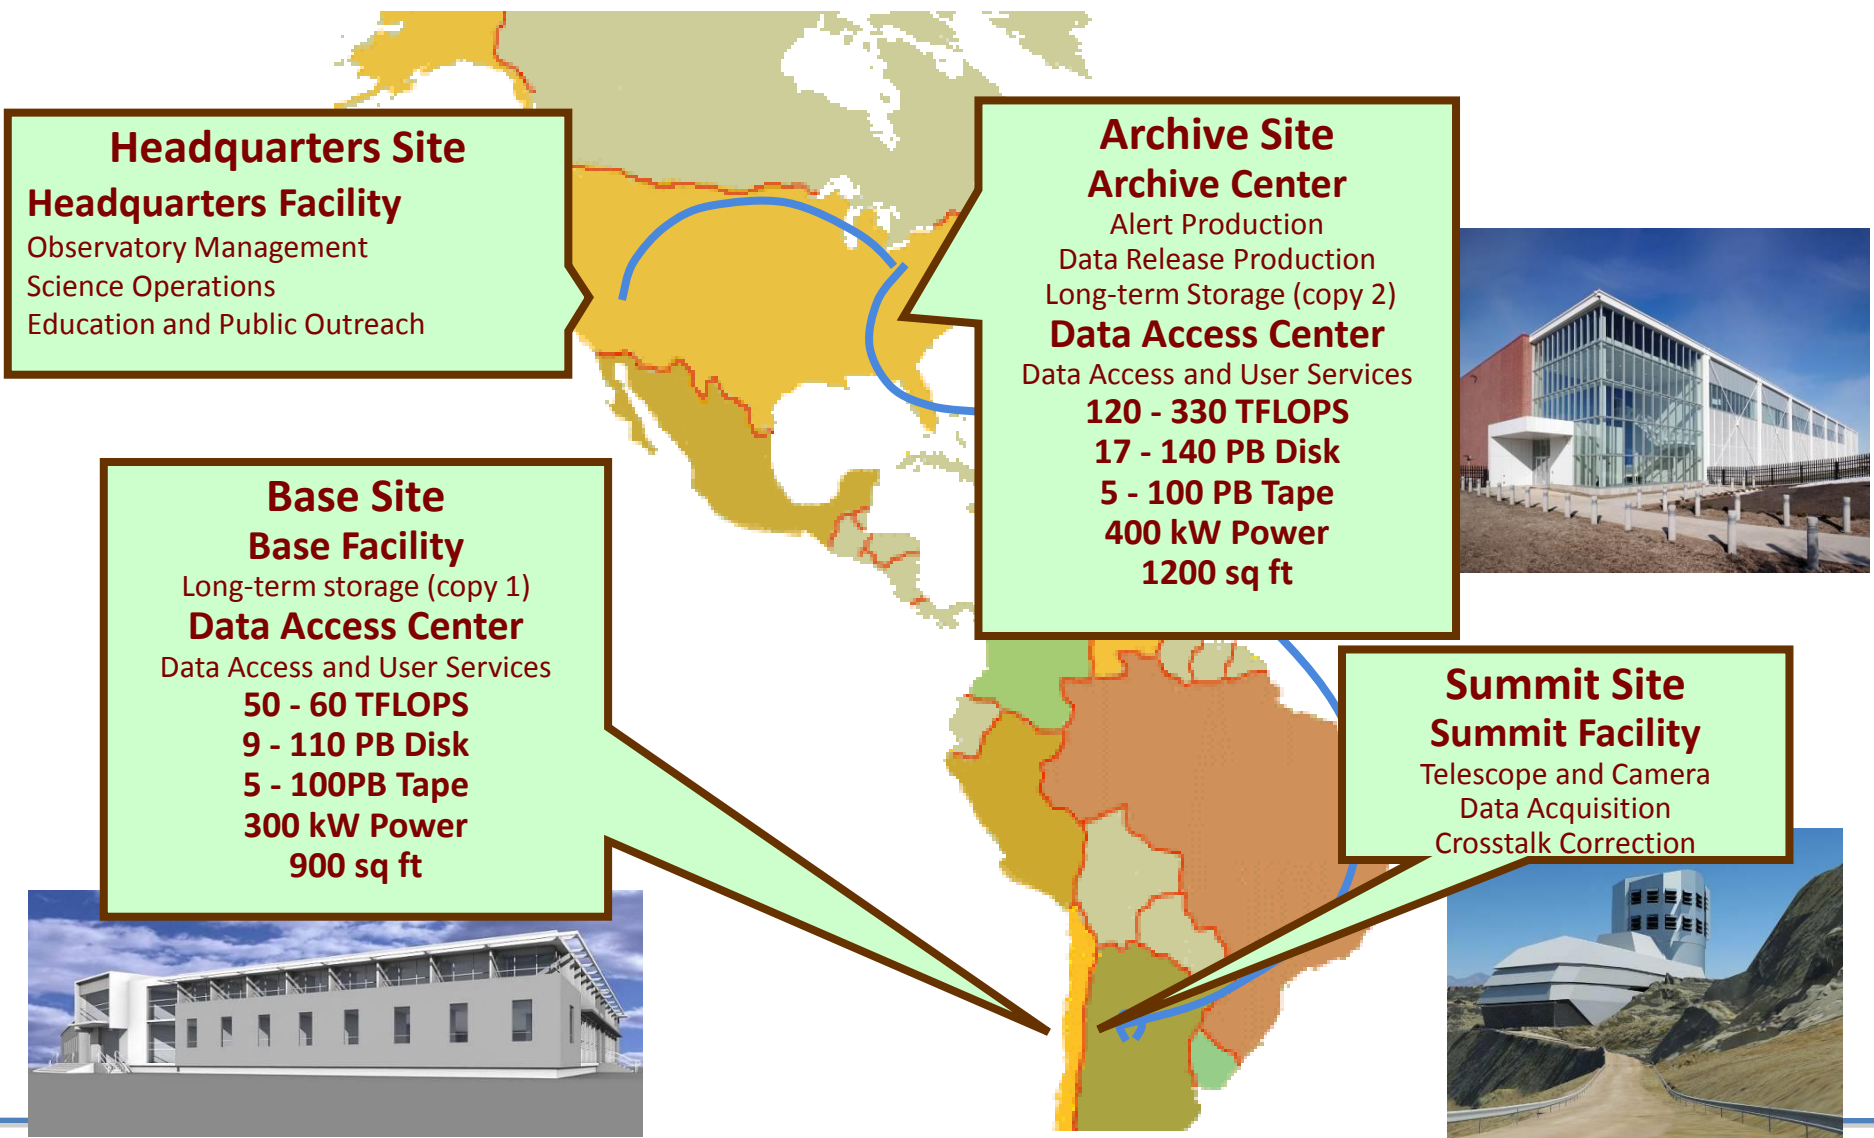 Headquarters Site
Headquarters Facility
Observatory Management
Science Operations
Education and Public Outreach
Archive Site
Archive Center
Alert Production
Data Release Production
Long-term Storage (copy 2)
Data Access Center
Data Access and User Services
120 - 330 TFLOPS
17 - 140 PB Disk
5 - 100 PB Tape
400 kW Power
1200 sq ft
Base Site
Base Facility
Long-term storage (copy 1)
Data Access Center
Data Access and User Services
50 - 60 TFLOPS
9 - 110 PB Disk
5 - 100PB Tape
300 kW Power
900 sq ft
Summit Site
Summit Facility
Telescope and Camera
Data Acquisition
Crosstalk Correction